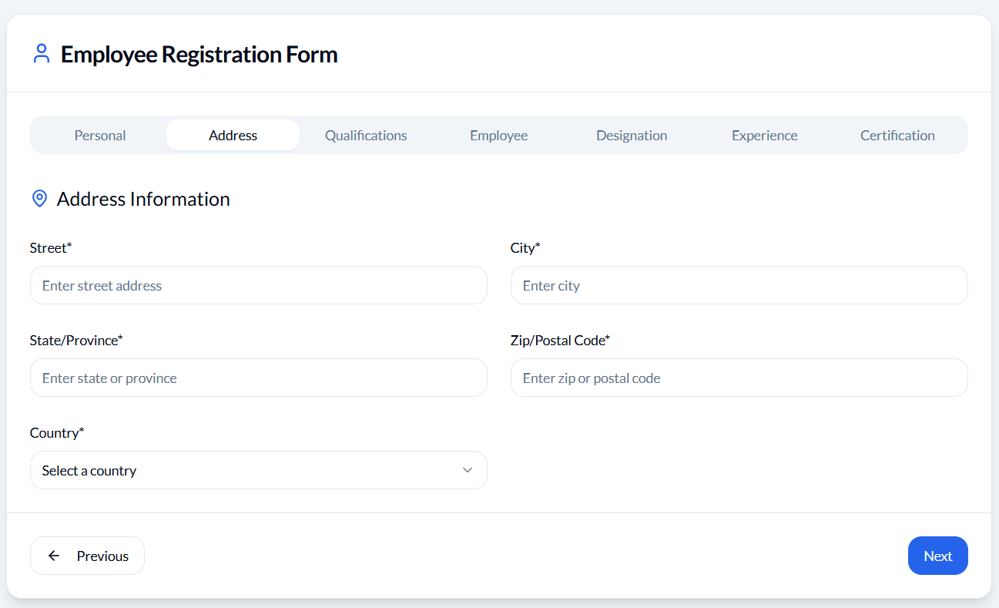 Employee Registration Form
Personal Address Qualifications Employee Designation Experience Certification
Address Information
Street* City*
Enter street address Enter city
State/Province* Zip/Postal Code*
Enter state or province Enter zip or postal code
Country*
Select a country
Previous Next